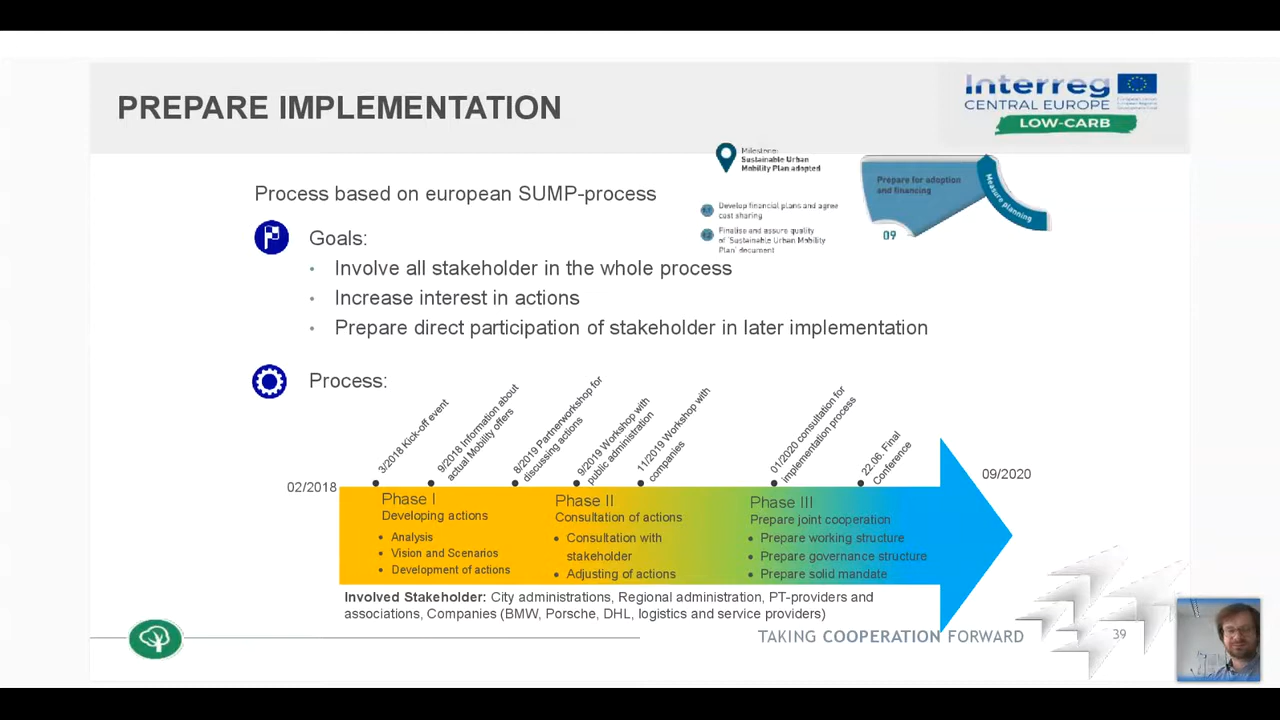 PREPARE IMPLEMENTATION
Interreg
CENTRAL EUROPE
LOW-CARB
Milestone:
Sustainable Urban
Mobility Plan adopted
Develop financial plans and agree
cost sharing
Finalise and assure quality
of 'Sustainable Urban Mobility
Plan' document
Prepare for adoption
and financing
09
Measure planning
Process based on european SUMP-process
Goals:
• Involve all stakeholder in the whole process
• Increase interest in actions
• Prepare direct participation of stakeholder in later implementation
Process:
3/2018 Kick-off event
9/2018 Information about
actual Mobility offers
8/2019 Partnerworkshop for
discussing actions
9/2019 Workshop with
public administration
11/2019 Workshop with
companies
01/2020 consultation for
implementation process
22.06. Final
Conference
02/2018
09/2020
Phase I
Developing actions
• Analysis
• Vision and Scenarios
• Development of actions
Phase II
Consultation of actions
• Consultation with
stakeholder
• Adjusting of actions
Phase III
Prepare joint cooperation
• Prepare working structure
• Prepare governance structure
• Prepare solid mandate
Involved Stakeholder: City administrations, Regional administration, PT-providers and
associations, Companies (BMW, Porsche, DHL, logistics and service providers)
TAKING COOPERATION FORWARD
39